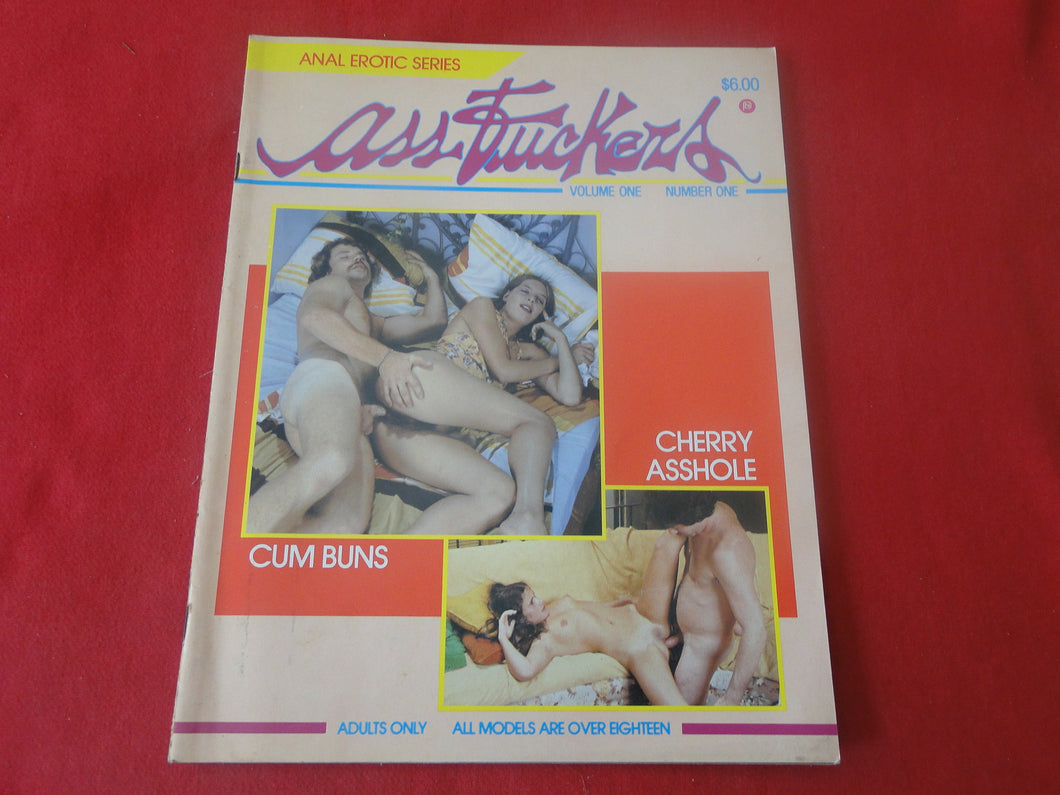 ANAL EROTIC SERIES
$6.00
ass fuckers
VOLUME ONE NUMBER ONE
CHERRY
ASSHOLE
CUM BUNS
ADULTS ONLY ALL MODELS ARE OVER EIGHTEEN